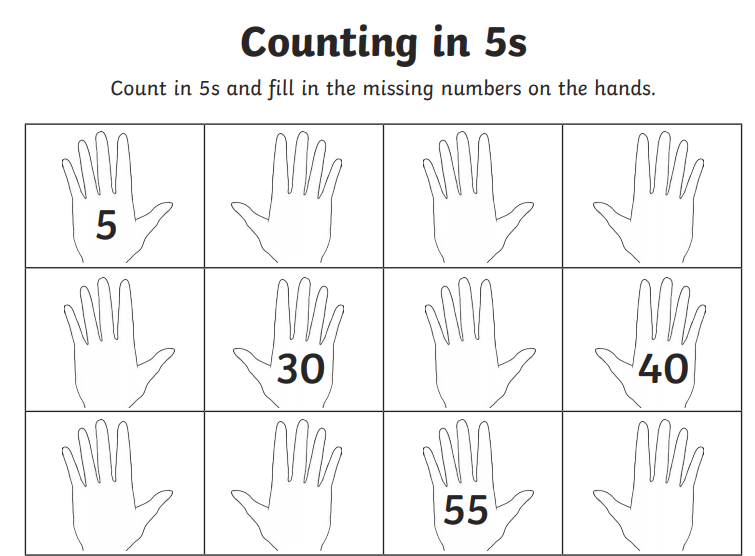 Counting in 5s
Count in 5s and fill in the missing numbers on the hands.
5
30
40
55